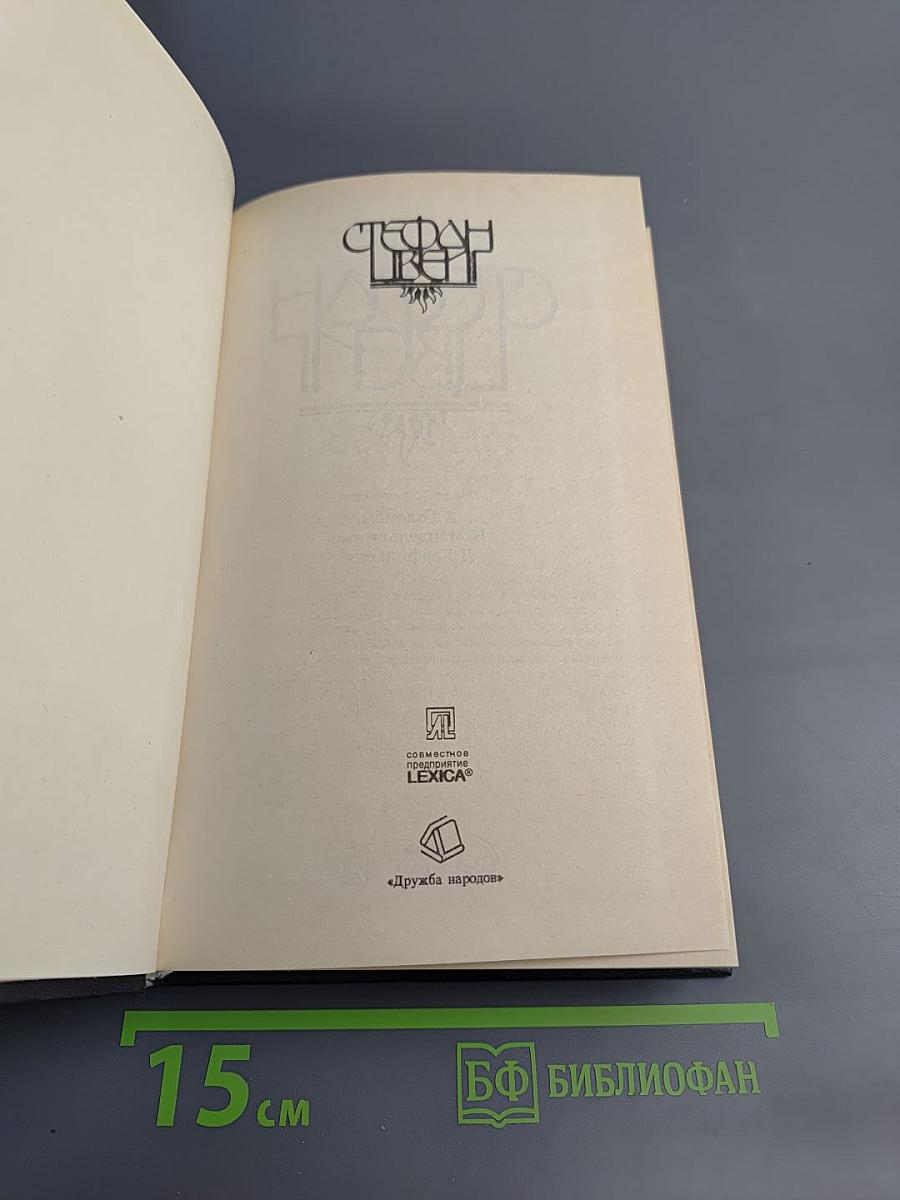 СТЕФАН
ЦВЕЙГ
совместное
предприятие
LEXICA®
«Дружба народов»
15 см
БФ БИБЛИОФАН